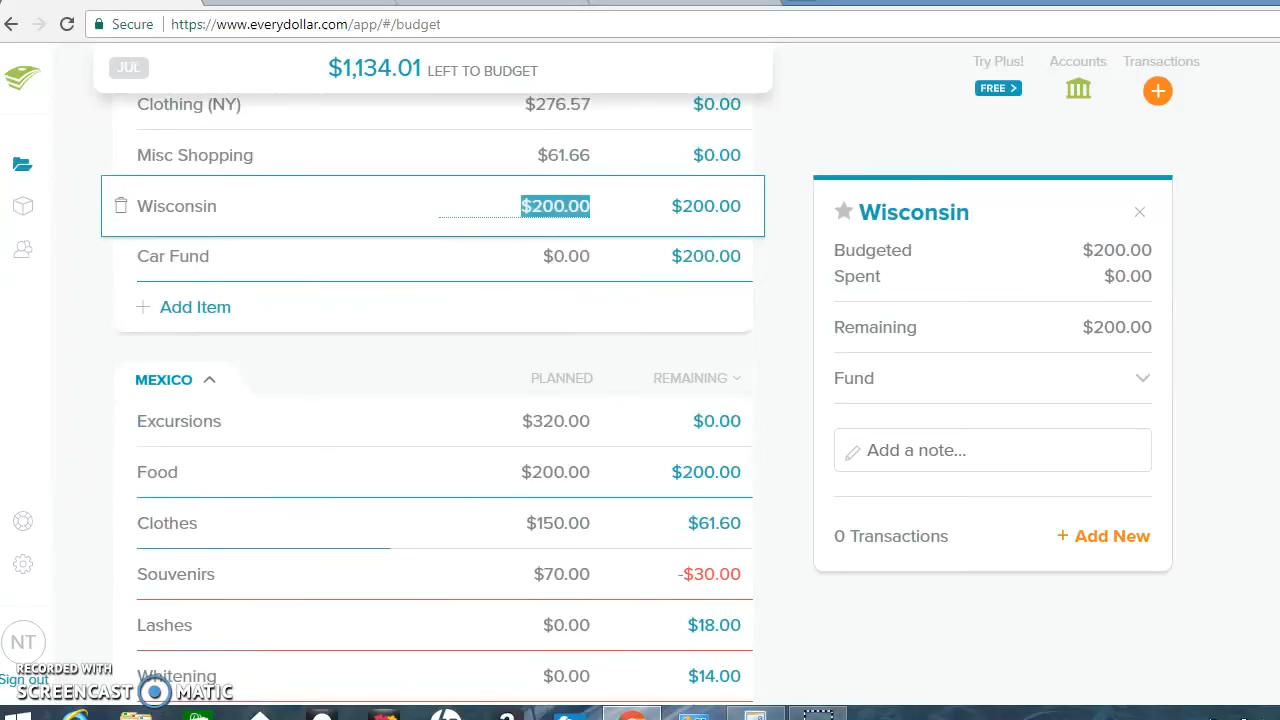 Secure https://www.everydollar.com/app/#/budget
JUL $1,134.01 LEFT TO BUDGET
Try Plus! Accounts Transactions
FREE >
Clothing (NY) $276.57 $0.00
Misc Shopping $61.66 $0.00
Wisconsin $200.00 $200.00
Car Fund $0.00 $200.00
+ Add Item
MEXICO PLANNED REMAINING
Excursions $320.00 $0.00
Food $200.00 $200.00
Clothes $150.00 $61.60
Souvenirs $70.00 -$30.00
Lashes $0.00 $18.00
Whitening $0.00 $14.00
Wisconsin
Budgeted $200.00
Spent $0.00
Remaining $200.00
Fund
Add a note...
0 Transactions + Add New
NT
Sign out
RECORDED WITH
SCREENCAST MATIC